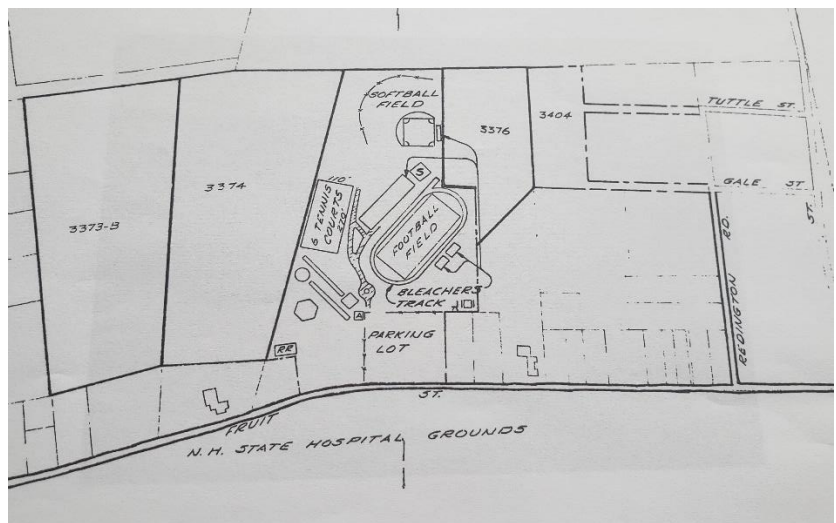 SOFTBALL
FIELD
3376
3404
TUTTLE ST.
3374
S
GALE ST
110'
6 TENNIS
COURTS
270'
3373-B
FOOTBALL
FIELD
ST.
REDINGTON RD.
BLEACHERS
TRACK
A
PARKING
LOT
RR
FRUIT ST.
N.H. STATE HOSPITAL GROUNDS